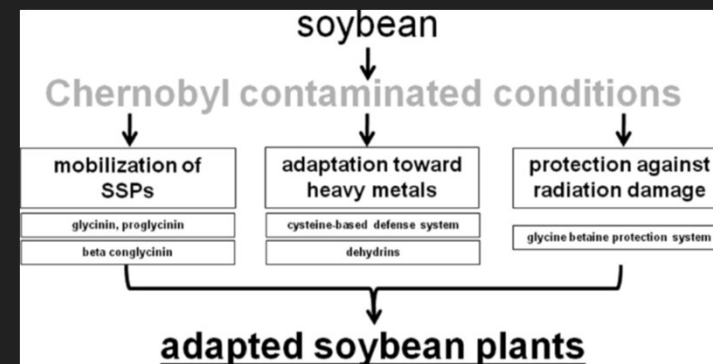 soybean
Chernobyl contaminated conditions
mobilization of
SSPs
glycinin, proglycinin
beta conglycinin
adaptation toward
heavy metals
cysteine-based defense system
dehydrins
protection against
radiation damage
glycine betaine protection system
adapted soybean plants